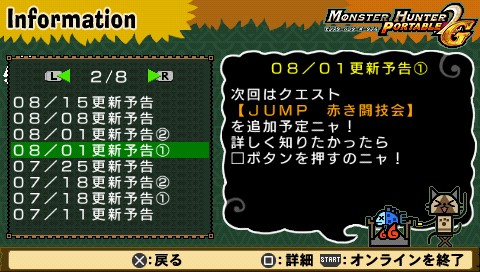 Information
MONSTER HUNTER
PORTABLE 2nd G
L 2/8 R
08/15更新予告
08/08更新予告
08/01更新予告②
08/01更新予告①
07/25更新予告
07/18更新予告②
07/18更新予告①
07/11更新予告
08/01更新予告①
次回はクエスト
【JUMP 赤き闘技会】
を追加予定ニャ！
詳しく知りたかったら
□ボタンを押すのニャ！
×:戻る
□:詳細 START:オンラインを終了